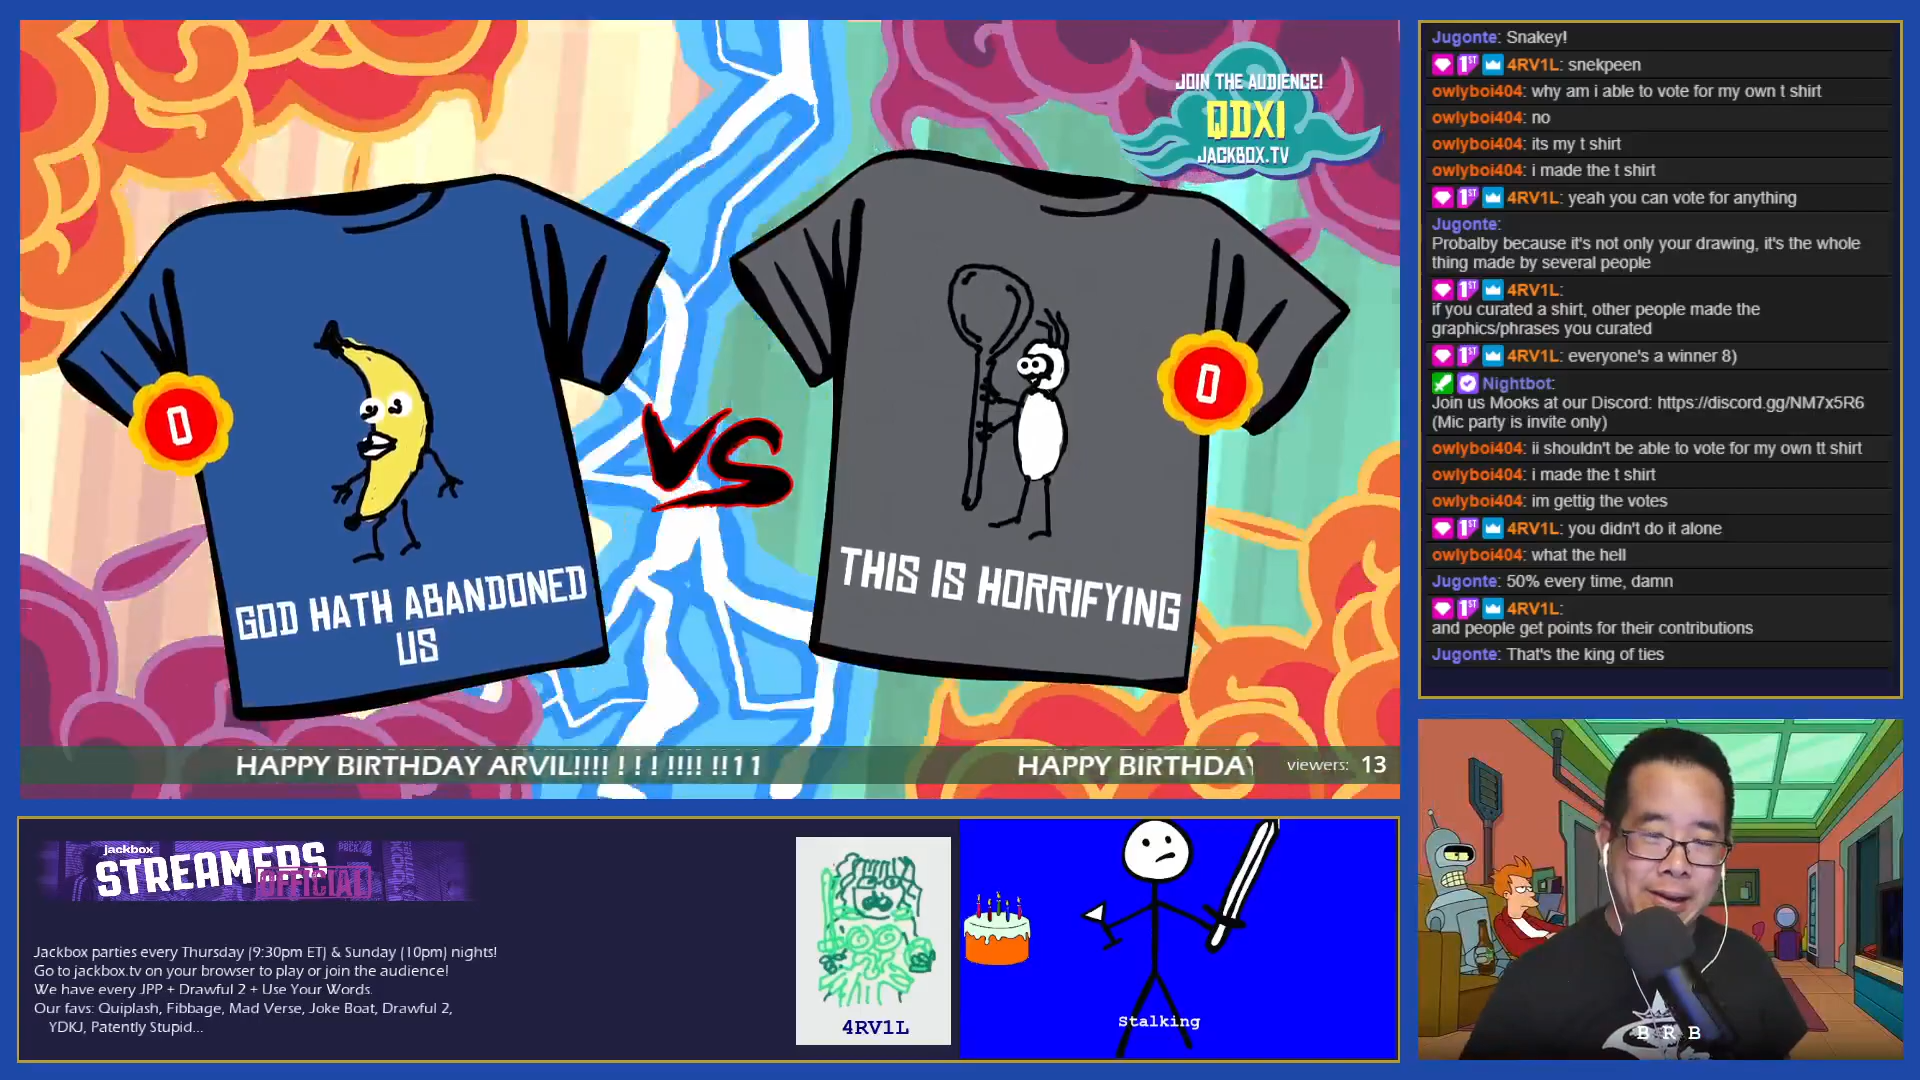 JOIN THE AUDIENCE!
QDXI
JACKBOX.TV
0
0
VS
GOD HATH ABANDONED
US
THIS IS HORRIFYING
HAPPY BIRTHDAY ARVIL!!!! ! ! ! !!!! !!11
HAPPY BIRTHDAY
viewers: 13
Jugonte: Snakey!
1ST 4RV1L: snekpeen
owlyboi404: why am i able to vote for my own t shirt
owlyboi404: no
owlyboi404: its my t shirt
owlyboi404: i made the t shirt
1ST 4RV1L: yeah you can vote for anything
Jugonte:
Probalby because it's not only your drawing, it's the whole
thing made by several people
1ST 4RV1L:
if you curated a shirt, other people made the
graphics/phrases you curated
1ST 4RV1L: everyone's a winner 8)
Nightbot:
Join us Mooks at our Discord: https://discord.gg/NM7x5R6
(Mic party is invite only)
owlyboi404: ii shouldn't be able to vote for my own tt shirt
owlyboi404: i made the t shirt
owlyboi404: im gettig the votes
1ST 4RV1L: you didn't do it alone
owlyboi404: what the hell
Jugonte: 50% every time, damn
1ST 4RV1L:
and people get points for their contributions
Jugonte: That's the king of ties
jackbox
STREAMERS
OFFICIAL
Jackbox parties every Thursday (9:30pm ET) & Sunday (10pm) nights!
Go to jackbox.tv on your browser to play or join the audience!
We have every JPP + Drawful 2 + Use Your Words.
Our favs: Quiplash, Fibbage, Mad Verse, Joke Boat, Drawful 2,
YDKJ, Patently Stupid...
4RV1L
Stalking
B R B